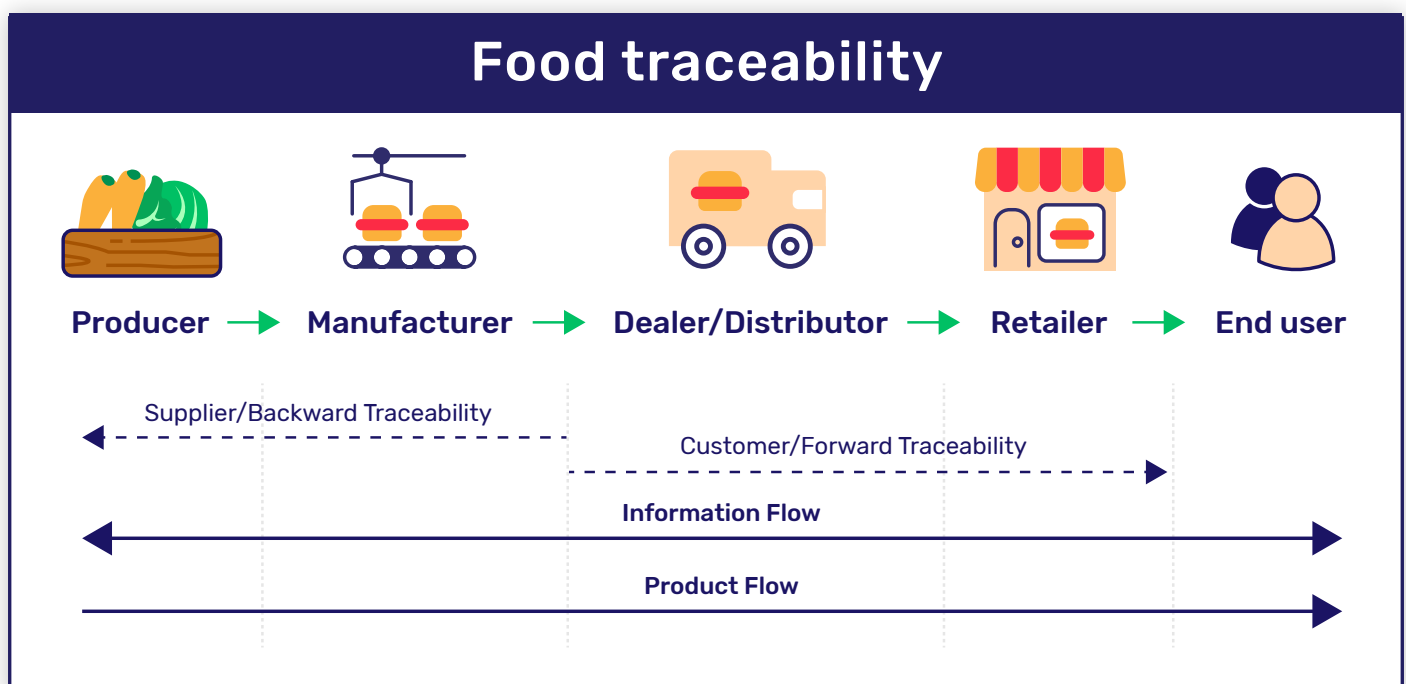 Food traceability
Producer
Manufacturer
Dealer/Distributor
Retailer
End user
Supplier/Backward Traceability
Customer/Forward Traceability
Information Flow
Product Flow